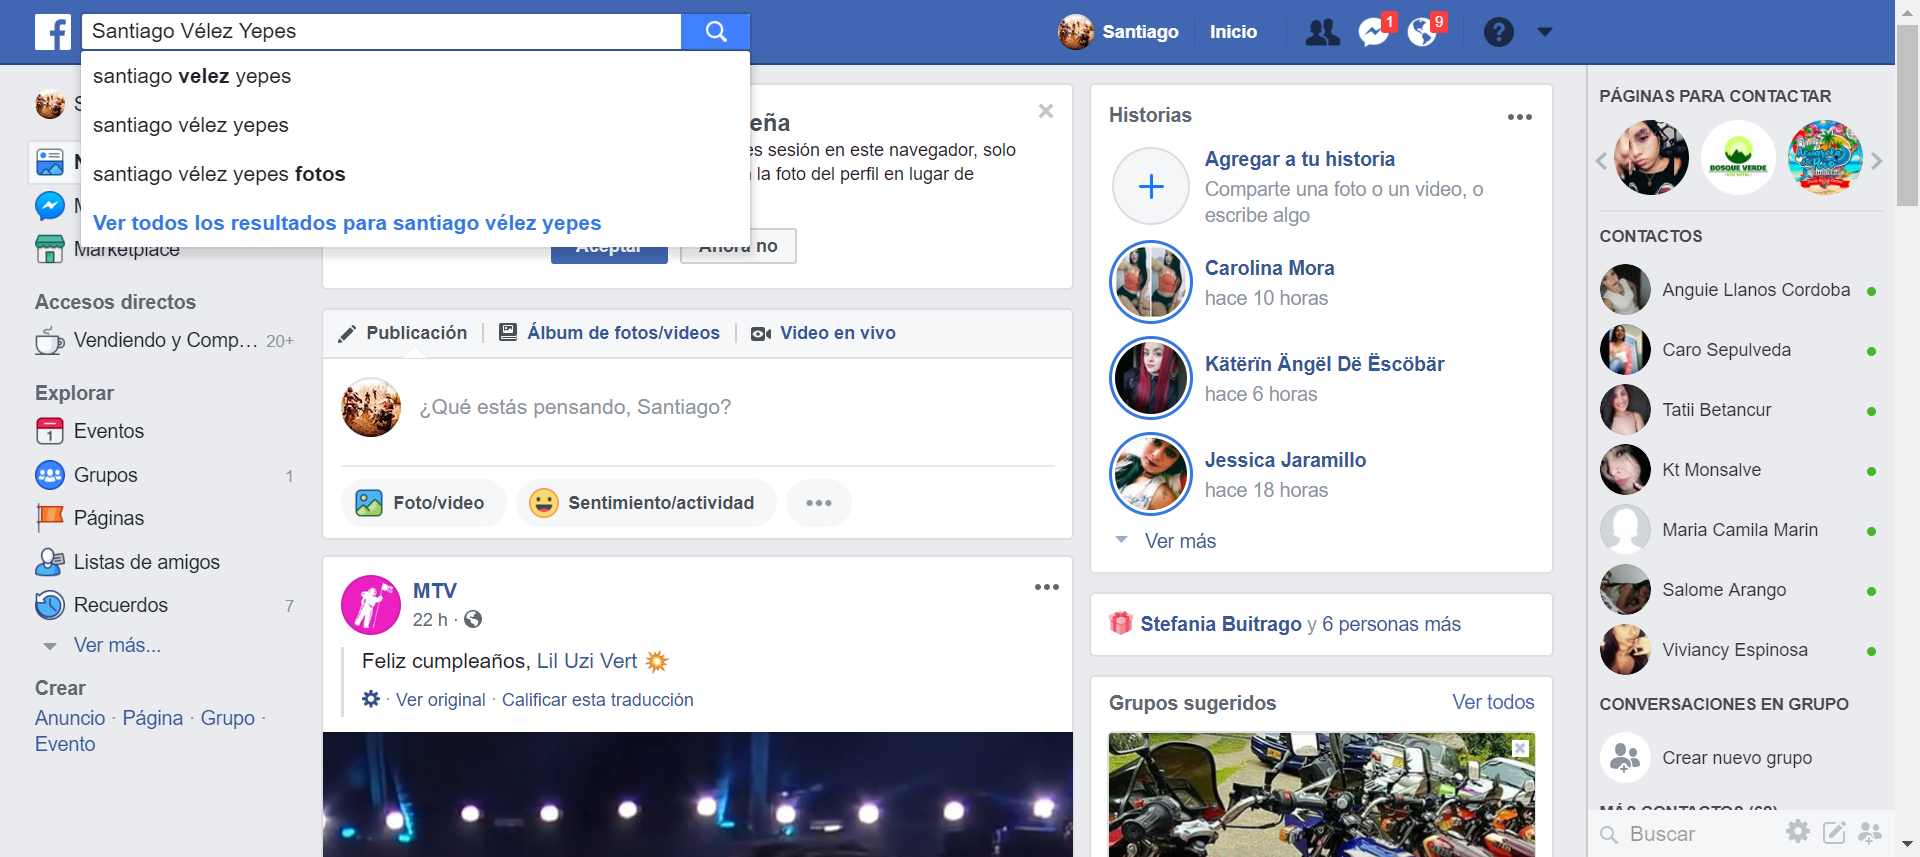 Santiago Vélez Yepes
Santiago
Inicio
1
9
santiago velez yepes
santiago vélez yepes
santiago vélez yepes fotos
Ver todos los resultados para santiago vélez yepes
Marketplace
Accesos directos
Vendiendo y Comp... 20+
Explorar
Eventos
Grupos 1
Páginas
Listas de amigos
Recuerdos 7
Ver más...
Crear
Anuncio · Página · Grupo ·
Evento
eña
es sesión en este navegador, solo
la foto del perfil en lugar de
Aceptar
Ahora no
Publicación
Álbum de fotos/videos
Video en vivo
¿Qué estás pensando, Santiago?
Foto/video
Sentimiento/actividad
MTV
22 h ·
Feliz cumpleaños, Lil Uzi Vert
· Ver original · Calificar esta traducción
Historias
Agregar a tu historia
Comparte una foto o un video, o
escribe algo
Carolina Mora
hace 10 horas
Kätërïn Ängël Dë Ëscöbär
hace 6 horas
Jessica Jaramillo
hace 18 horas
Ver más
Stefania Buitrago y 6 personas más
Grupos sugeridos
Ver todos
PÁGINAS PARA CONTACTAR
BOSQUE VERDE
CONTACTOS
Anguie Llanos Cordoba
Caro Sepulveda
Tatii Betancur
Kt Monsalve
Maria Camila Marin
Salome Arango
Viviancy Espinosa
CONVERSACIONES EN GRUPO
Crear nuevo grupo
MÁS CONTACTOS (69)
Buscar